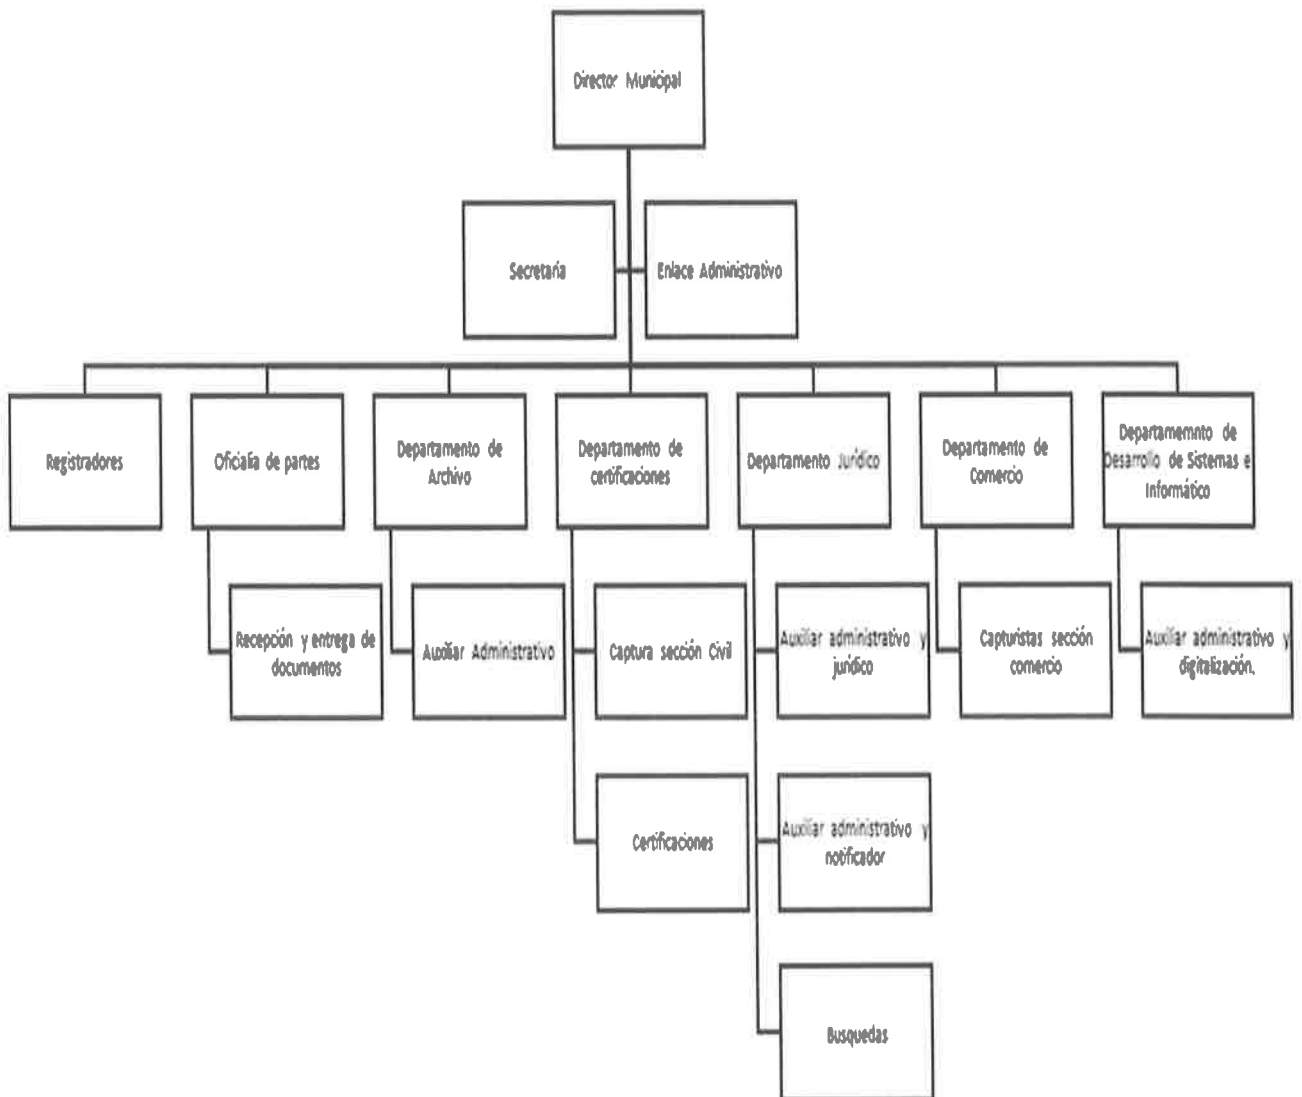 Director Municipal
Secretaría
Enlace Administrativo
Registradores
Oficialía de partes
Departamento de
Archivo
Departamento de
certificaciones
Departamento Jurídico
Departamento de
Comercio
Departamemnto de
Desarrollo de Sistemas e
Informático
Recepción y entrega de
documentos
Auxiliar Administrativo
Captura sección Civil
Auxiliar administrativo y
jurídico
Capturistas sección
comercio
Auxiliar administrativo y
digitalización.
Certificaciones
Auxiliar administrativo y
notificador
Busquedas